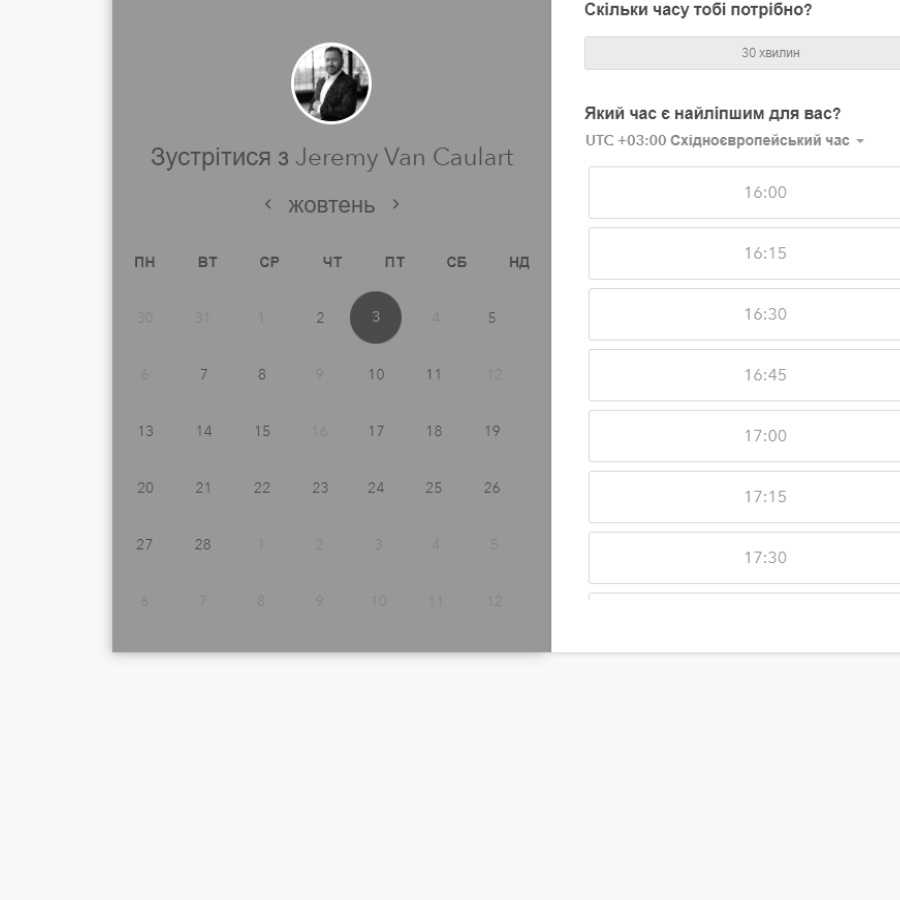 Зустрітися з Jeremy Van Caulart
жовтень
ПН ВТ СР ЧТ ПТ СБ НД
30 31 1 2 3 4 5
6 7 8 9 10 11 12
13 14 15 16 17 18 19
20 21 22 23 24 25 26
27 28 1 2 3 4 5
6 7 8 9 10 11 12
Скільки часу тобі потрібно?
30 хвилин
Який час є найліпшим для вас?
UTC +03:00 Східноєвропейський час
16:00
16:15
16:30
16:45
17:00
17:15
17:30